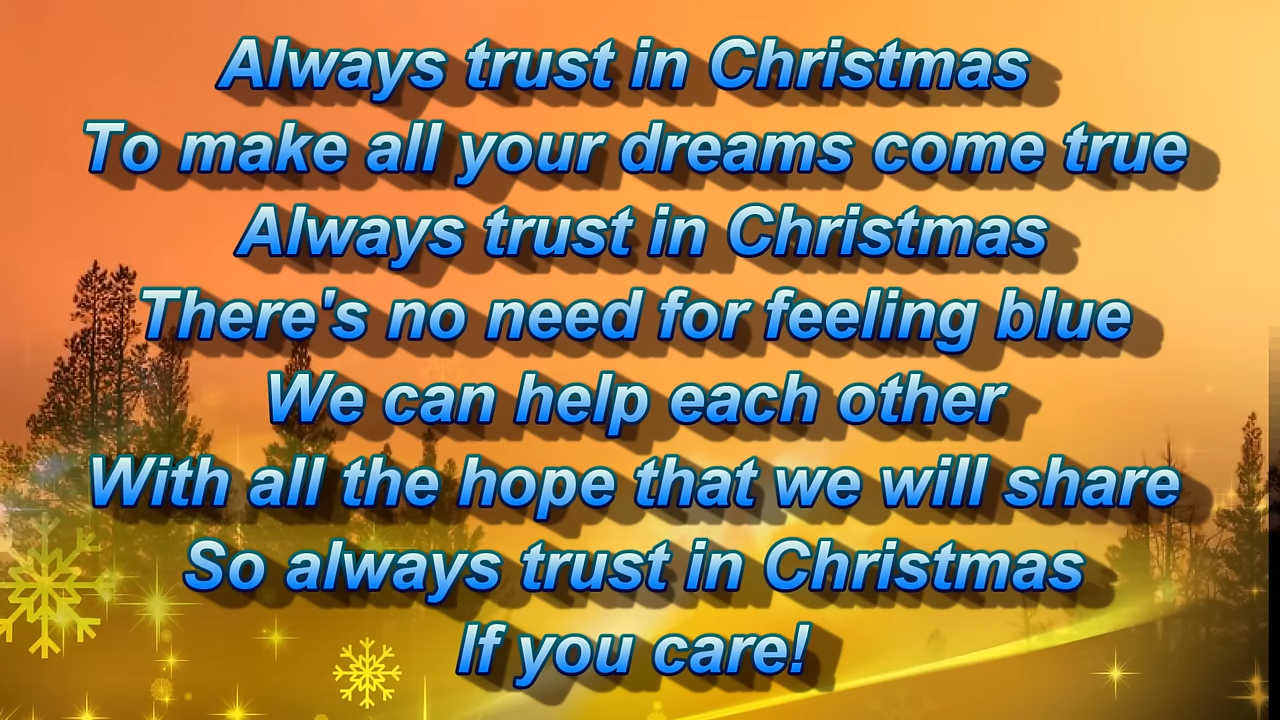 Always trust in Christmas
To make all your dreams come true
Always trust in Christmas
There's no need for feeling blue
We can help each other
With all the hope that we will share
So always trust in Christmas
If you care!